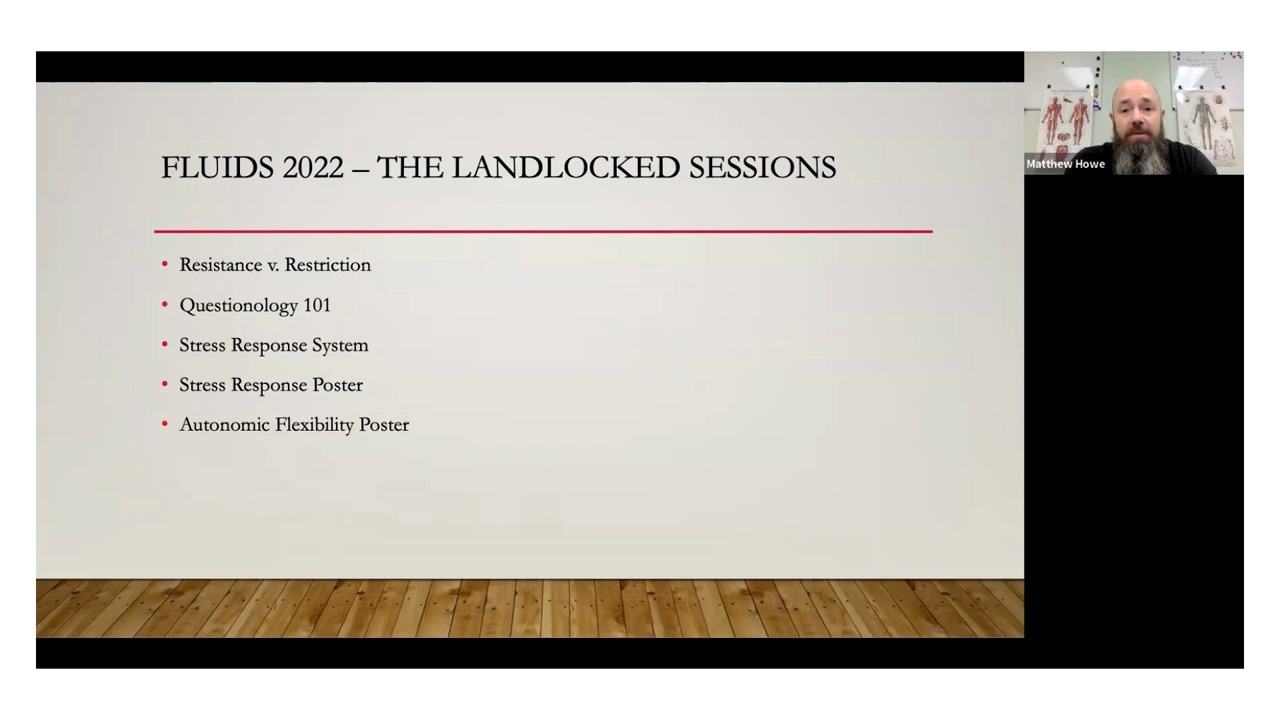 FLUIDS 2022 – THE LANDLOCKED SESSIONS
• Resistance v. Restriction
• Questionology 101
• Stress Response System
• Stress Response Poster
• Autonomic Flexibility Poster
Matthew Howe